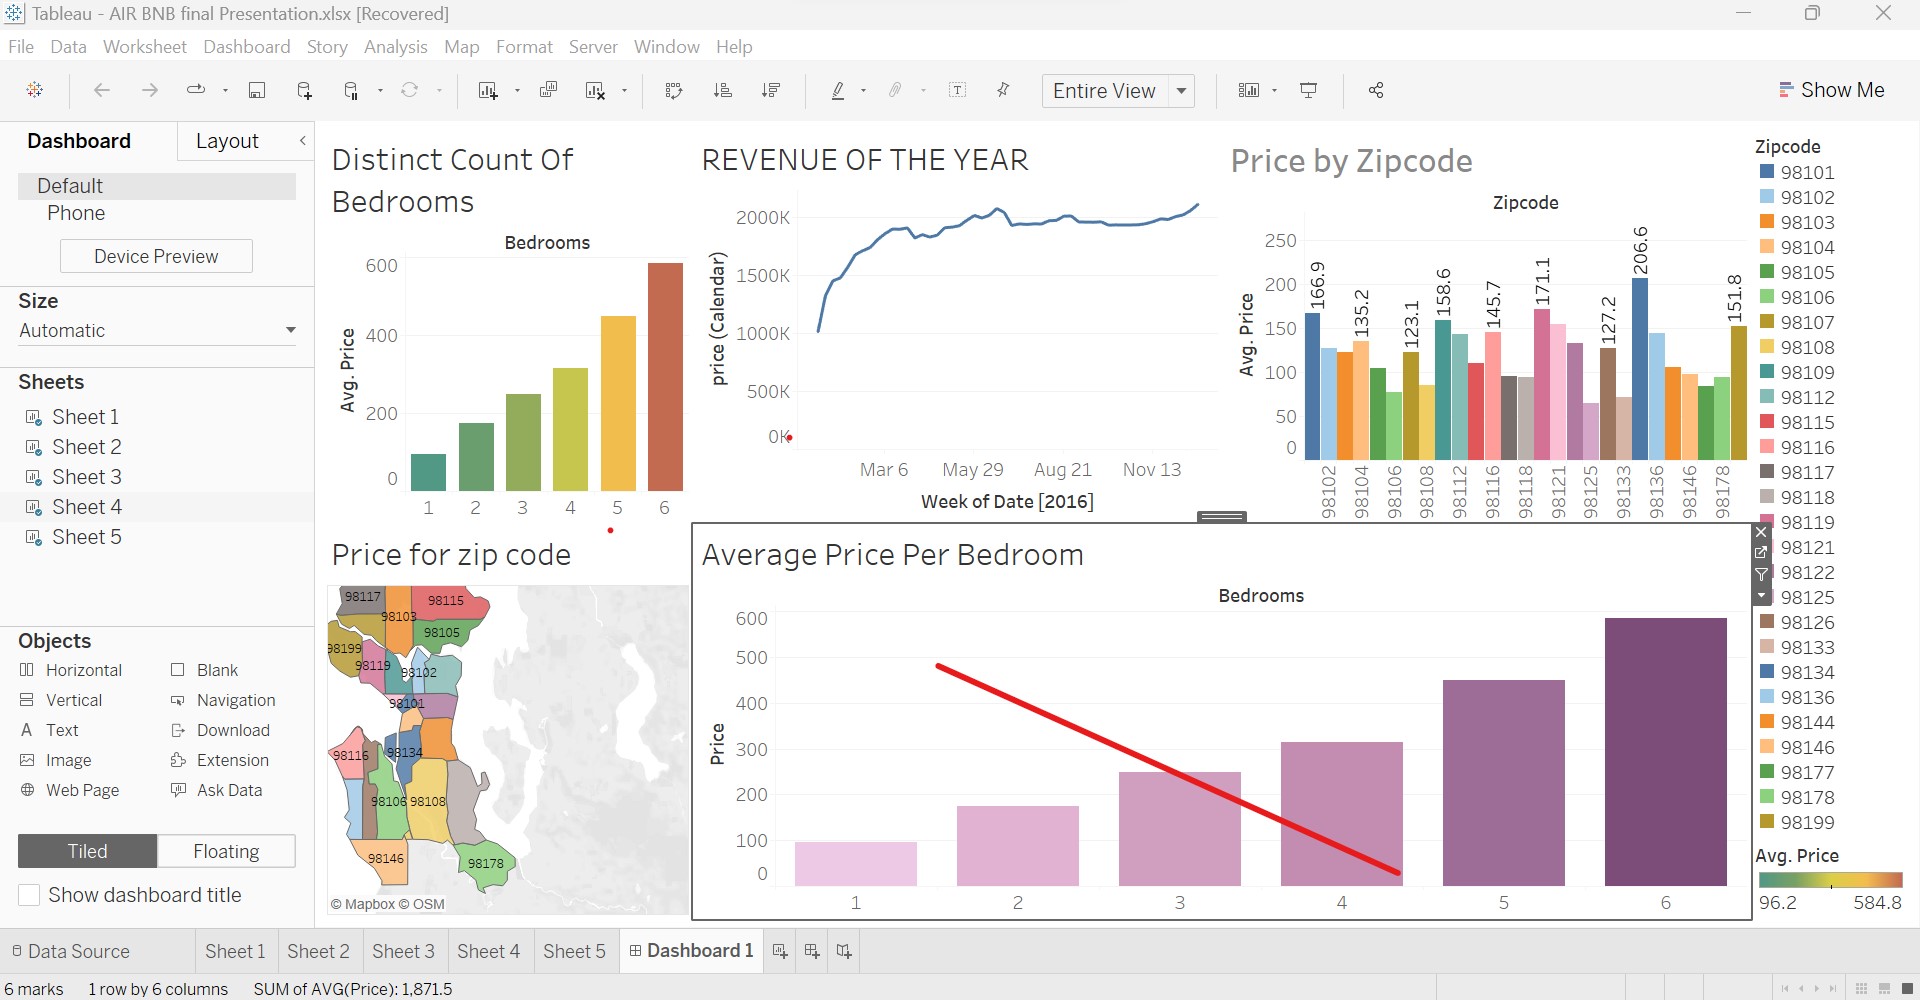 Tableau - AIR BNB final Presentation.xlsx [Recovered]
File Data Worksheet Dashboard Story Analysis Map Format Server Window Help
Entire View
Show Me
Dashboard
Layout
Default
Phone
Device Preview
Size
Automatic
Sheets
Sheet 1
Sheet 2
Sheet 3
Sheet 4
Sheet 5
Objects
Horizontal Blank
Vertical Navigation
A Text Download
Image Extension
Web Page Ask Data
Tiled Floating
Show dashboard title
Distinct Count Of
Bedrooms
Bedrooms
Avg. Price
600
400
200
0
1 2 3 4 5 6
REVENUE OF THE YEAR
price (Calendar)
2000K
1500K
1000K
500K
0K
Mar 6 May 29 Aug 21 Nov 13
Week of Date [2016]
Price by Zipcode
Zipcode
Avg. Price
250
200
150
100
50
0
166.9 135.2 123.1 158.6 145.7 171.1 127.2 206.6 151.8
98102 98104 98106 98108 98112 98116 98118 98121 98125 98133 98136 98146 98178
Price for zip code
98117
98115
98103
98105
98199
98119
98102
98101
98116
98134
98106
98108
98146
98178
© Mapbox © OSM
Average Price Per Bedroom
Bedrooms
Price
600
500
400
300
200
100
0
1 2 3 4 5 6
Zipcode
98101
98102
98103
98104
98105
98106
98107
98108
98109
98112
98115
98116
98117
98118
98119
98121
98122
98125
98126
98133
98134
98136
98144
98146
98177
98178
98199
Avg. Price
96.2 584.8
Data Source Sheet 1 Sheet 2 Sheet 3 Sheet 4 Sheet 5 Dashboard 1
6 marks 1 row by 6 columns SUM of AVG(Price): 1,871.5